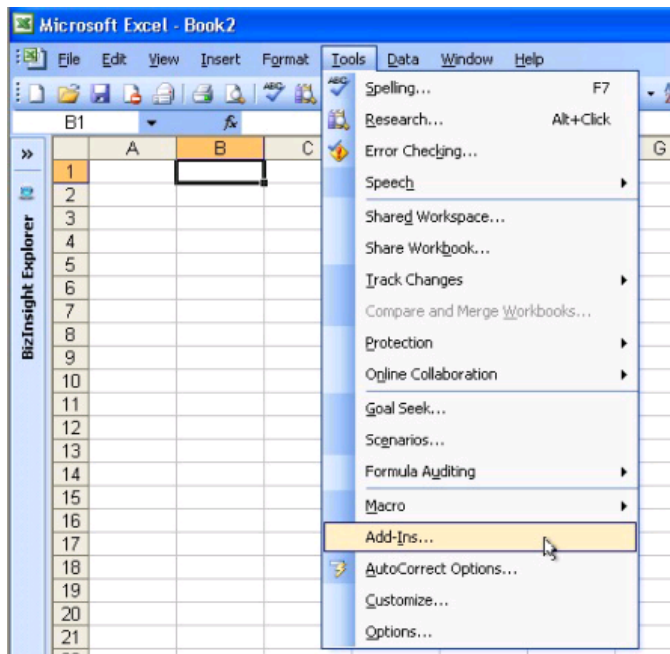 Microsoft Excel - Book2
File Edit View Insert Format Tools Data Window Help
B1 fx
A B C G
Spelling... F7
Research... Alt+Click
Error Checking...
Speech
Shared Workspace...
Share Workbook...
Track Changes
Compare and Merge Workbooks...
Protection
Online Collaboration
Goal Seek...
Scenarios...
Formula Auditing
Macro
Add-Ins...
AutoCorrect Options...
Customize...
Options...
BizInsight Explorer
1
2
3
4
5
6
7
8
9
10
11
12
13
14
15
16
17
18
19
20
21